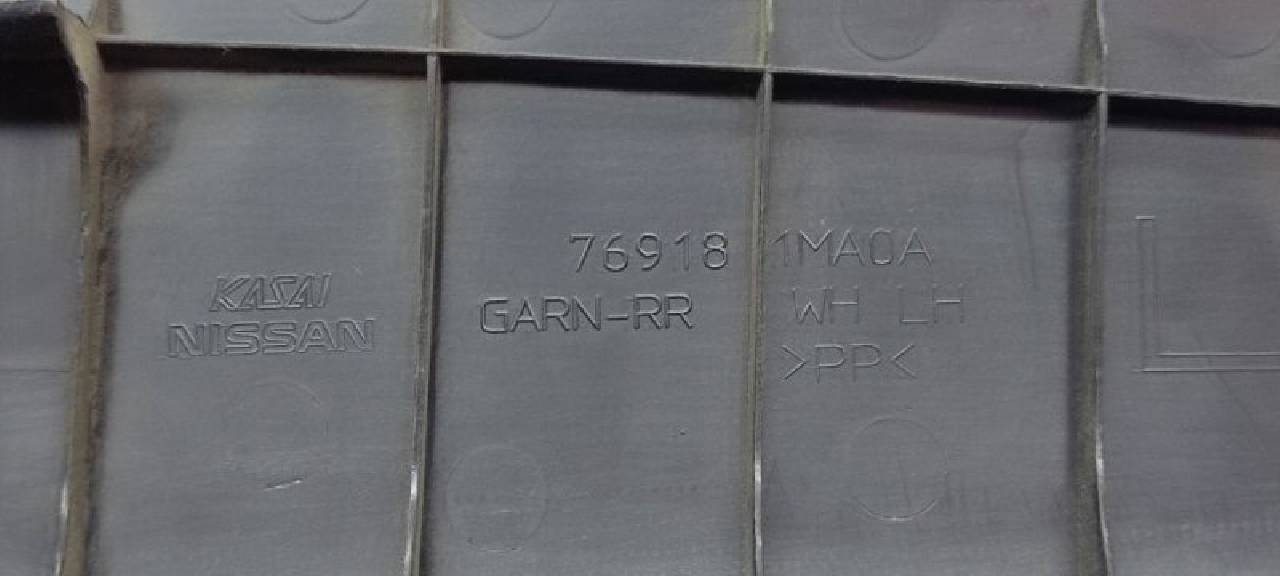 KASAI
NISSAN
76918 1MA0A
GARN-RR WH LH
>PP<
L